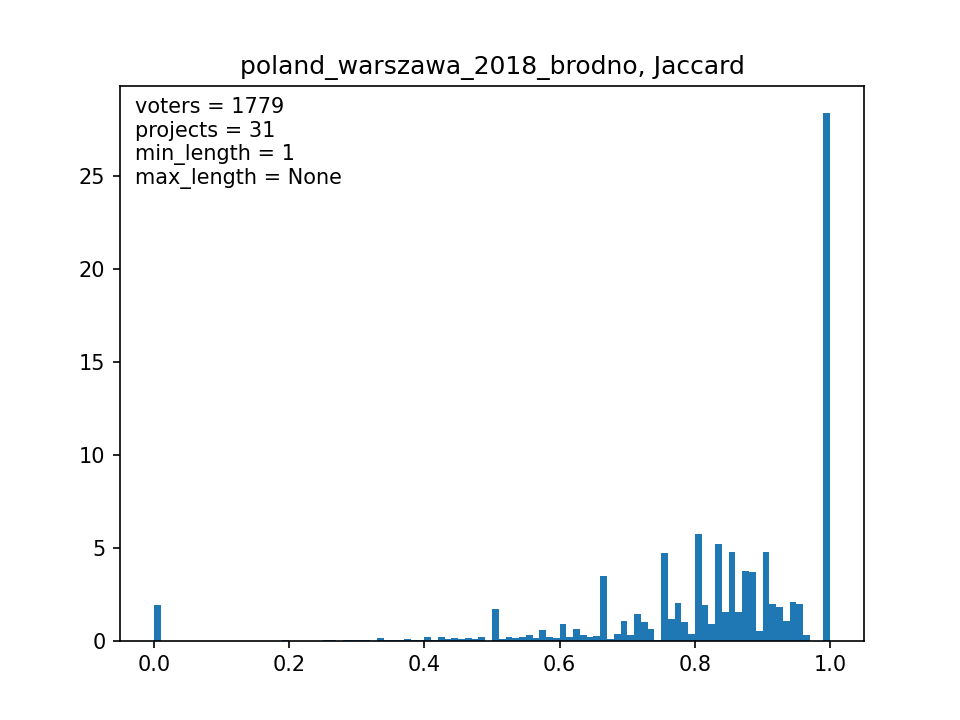 poland_warszawa_2018_brodno, Jaccard
voters = 1779
projects = 31
min_length = 1
max_length = None
25
20
15
10
5
0
0.0 0.2 0.4 0.6 0.8 1.0